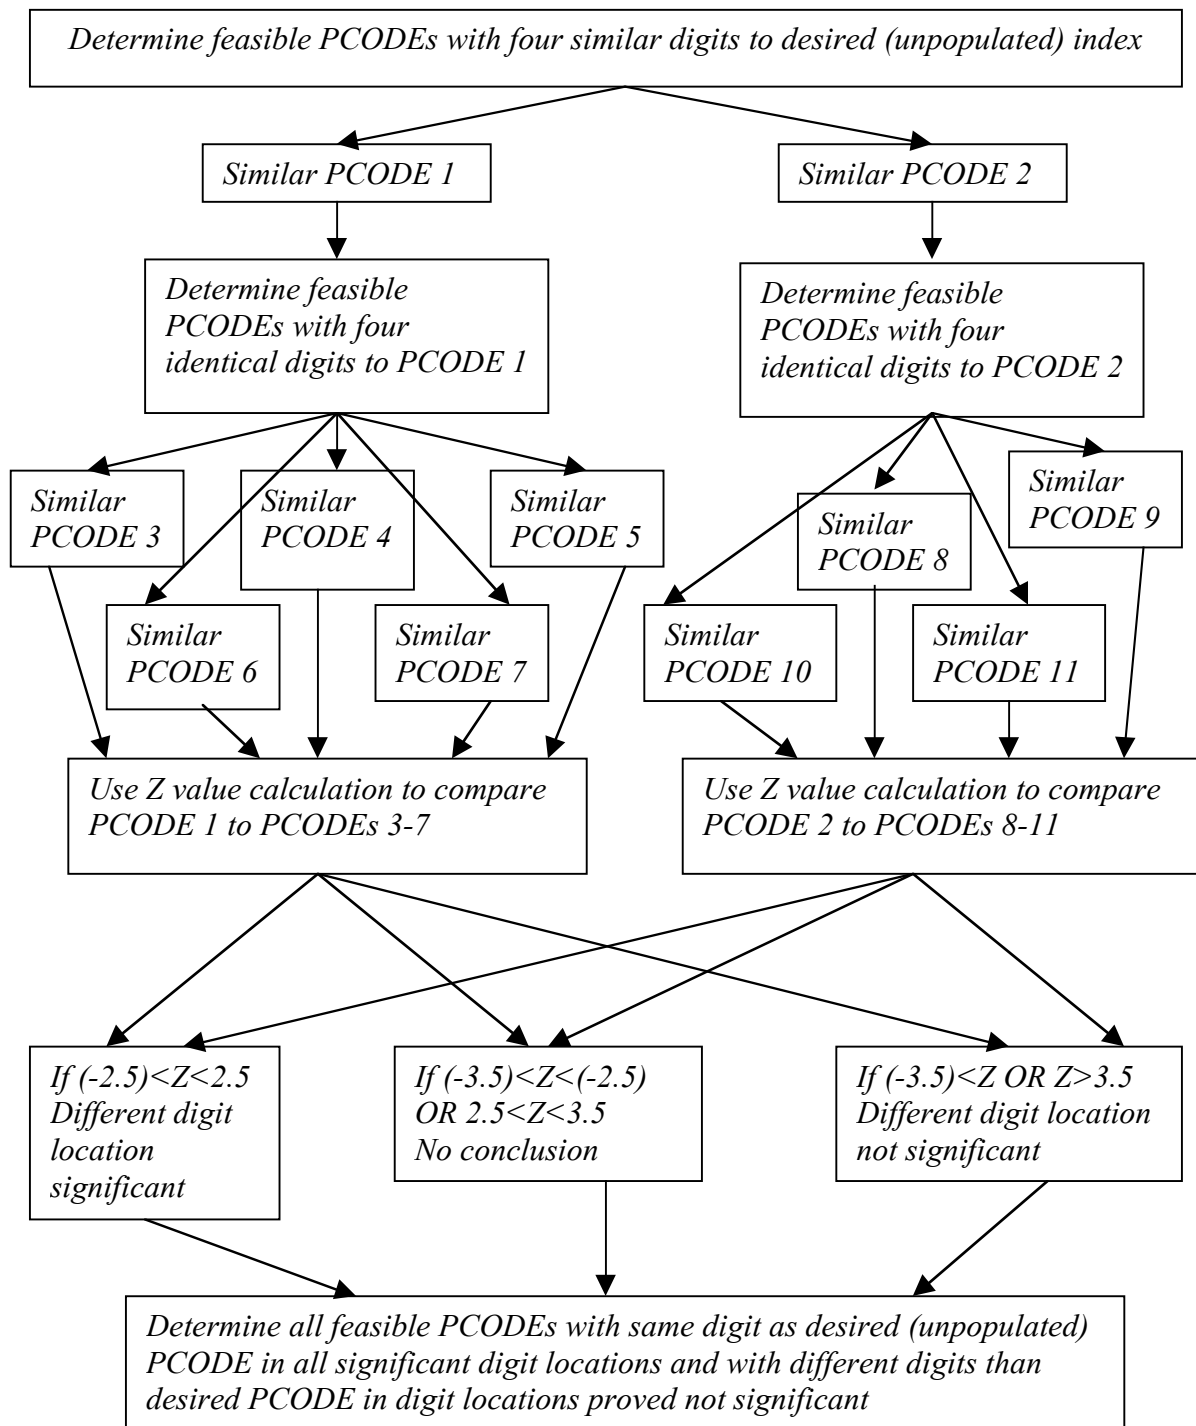 Determine feasible PCODEs with four similar digits to desired (unpopulated) index
Similar PCODE 1
Similar PCODE 2
Determine feasible
PCODEs with four
identical digits to PCODE 1
Determine feasible
PCODEs with four
identical digits to PCODE 2
Similar
PCODE 3
Similar
PCODE 4
Similar
PCODE 5
Similar
PCODE 8
Similar
PCODE 9
Similar
PCODE 6
Similar
PCODE 7
Similar
PCODE 10
Similar
PCODE 11
Use Z value calculation to compare
PCODE 1 to PCODEs 3-7
Use Z value calculation to compare
PCODE 2 to PCODEs 8-11
If (-2.5)<Z<2.5
Different digit
location
significant
If (-3.5)<Z<(-2.5)
OR 2.5<Z<3.5
No conclusion
If (-3.5)<Z OR Z>3.5
Different digit location
not significant
Determine all feasible PCODEs with same digit as desired (unpopulated)
PCODE in all significant digit locations and with different digits than
desired PCODE in digit locations proved not significant